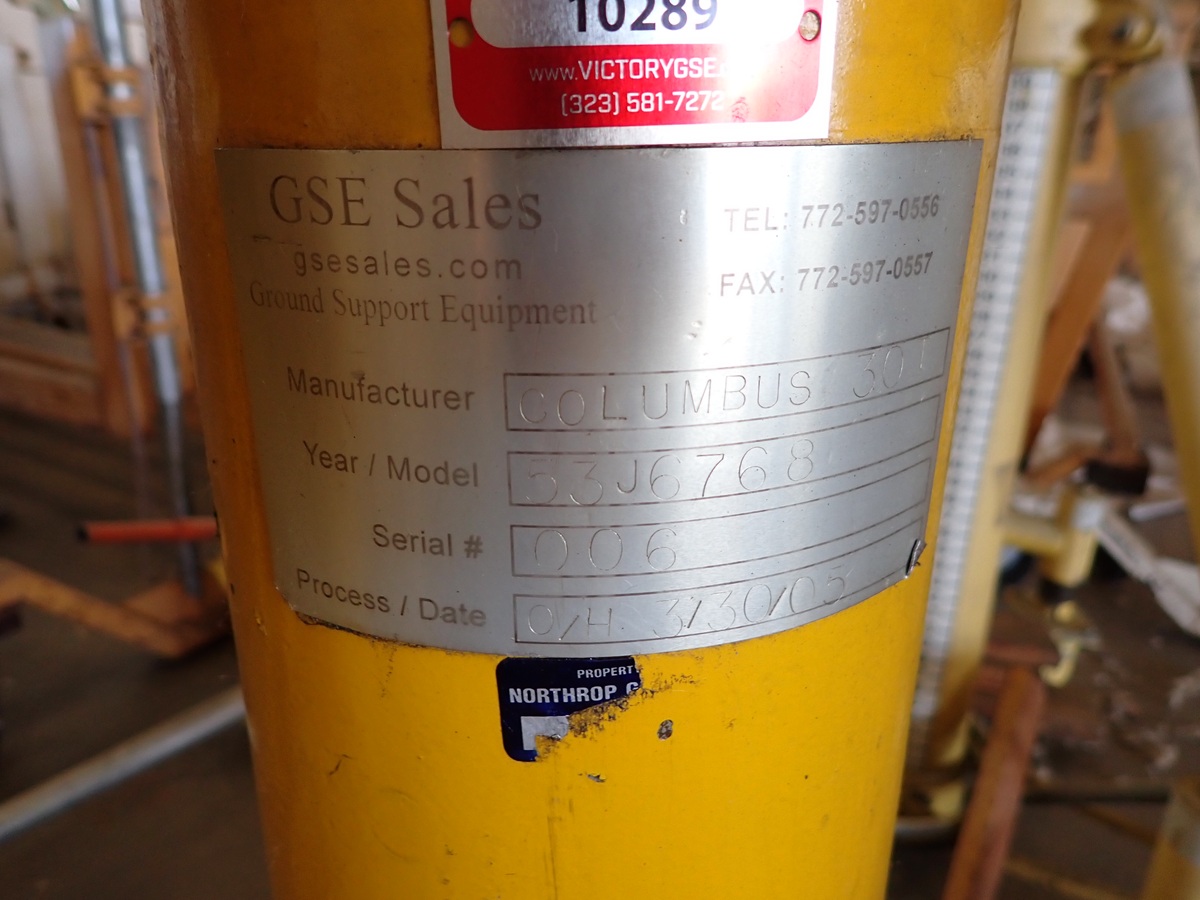 10289
www.VICTORYGSE.
(323) 581-7272
GSE Sales
gsesales.com
Ground Support Equipment
TEL: 772-597-0556
FAX: 772-597-0557
Manufacturer COLUMBUS 30T
Year / Model 53J6768
Serial # 006
Process / Date O/H 3/30/05
PROPERT
NORTHROP G